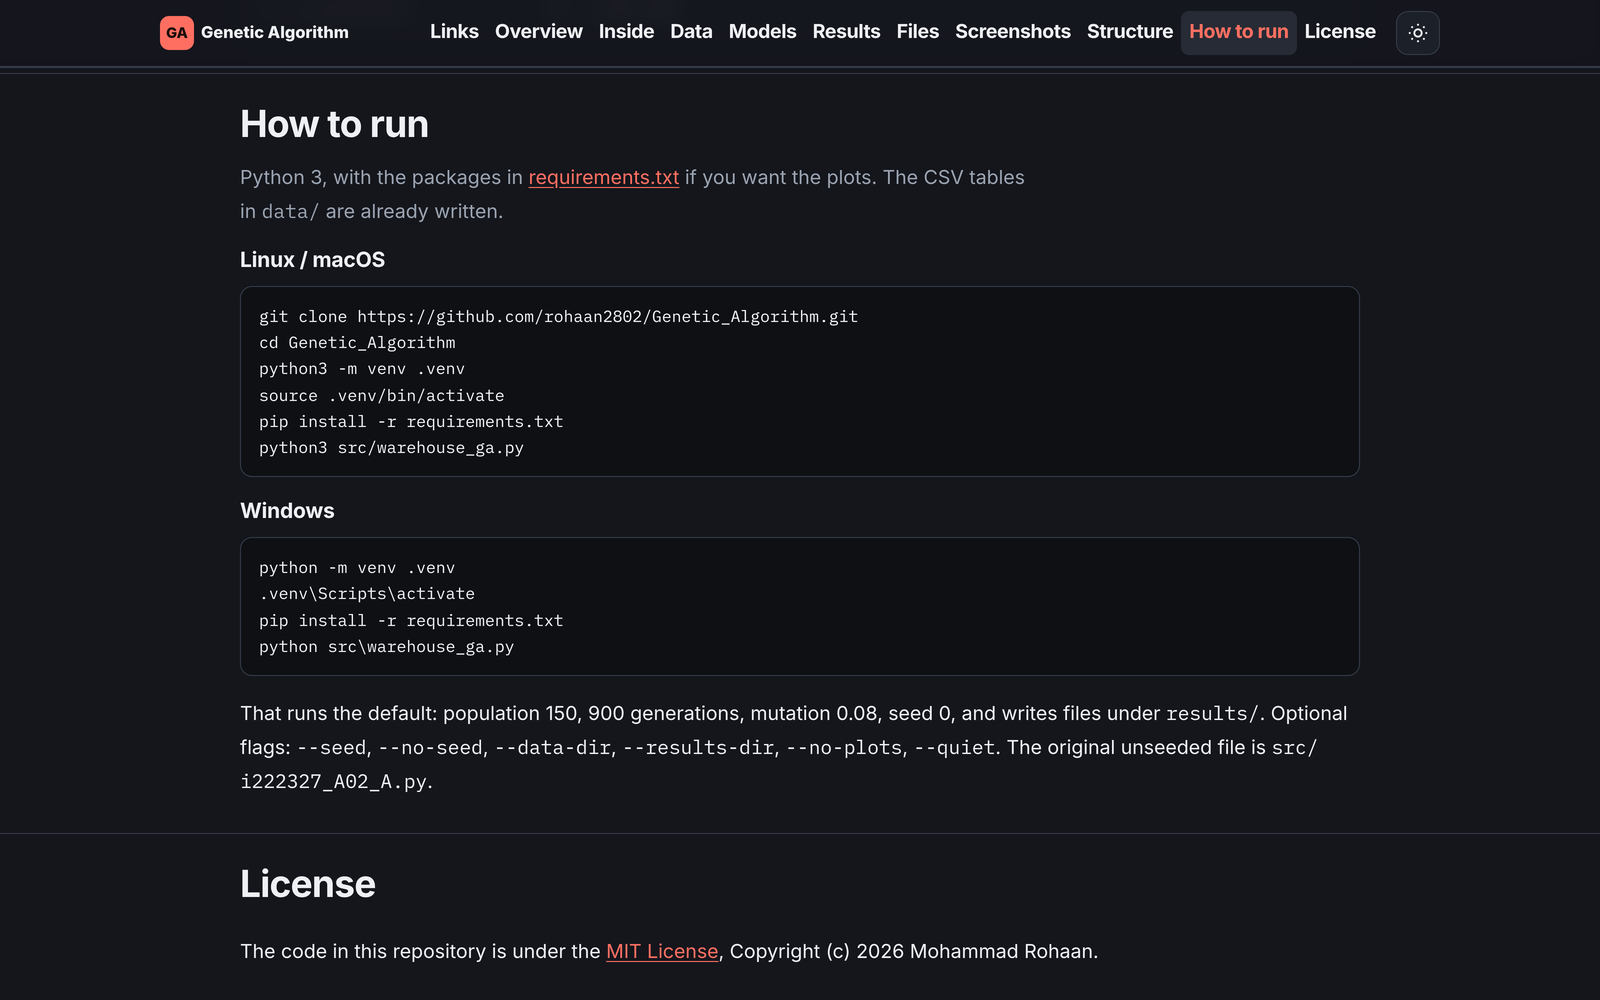 GA Genetic Algorithm Links Overview Inside Data Models Results Files Screenshots Structure How to run License
How to run
Python 3, with the packages in requirements.txt if you want the plots. The CSV tables
in data/ are already written.
Linux / macOS
git clone https://github.com/rohaan2802/Genetic_Algorithm.git
cd Genetic_Algorithm
python3 -m venv .venv
source .venv/bin/activate
pip install -r requirements.txt
python3 src/warehouse_ga.py
Windows
python -m venv .venv
.venv\Scripts\activate
pip install -r requirements.txt
python src\warehouse_ga.py
That runs the default: population 150, 900 generations, mutation 0.08, seed 0, and writes files under results/. Optional
flags: --seed, --no-seed, --data-dir, --results-dir, --no-plots, --quiet. The original unseeded file is src/
i222327_A02_A.py.
License
The code in this repository is under the MIT License, Copyright (c) 2026 Mohammad Rohaan.